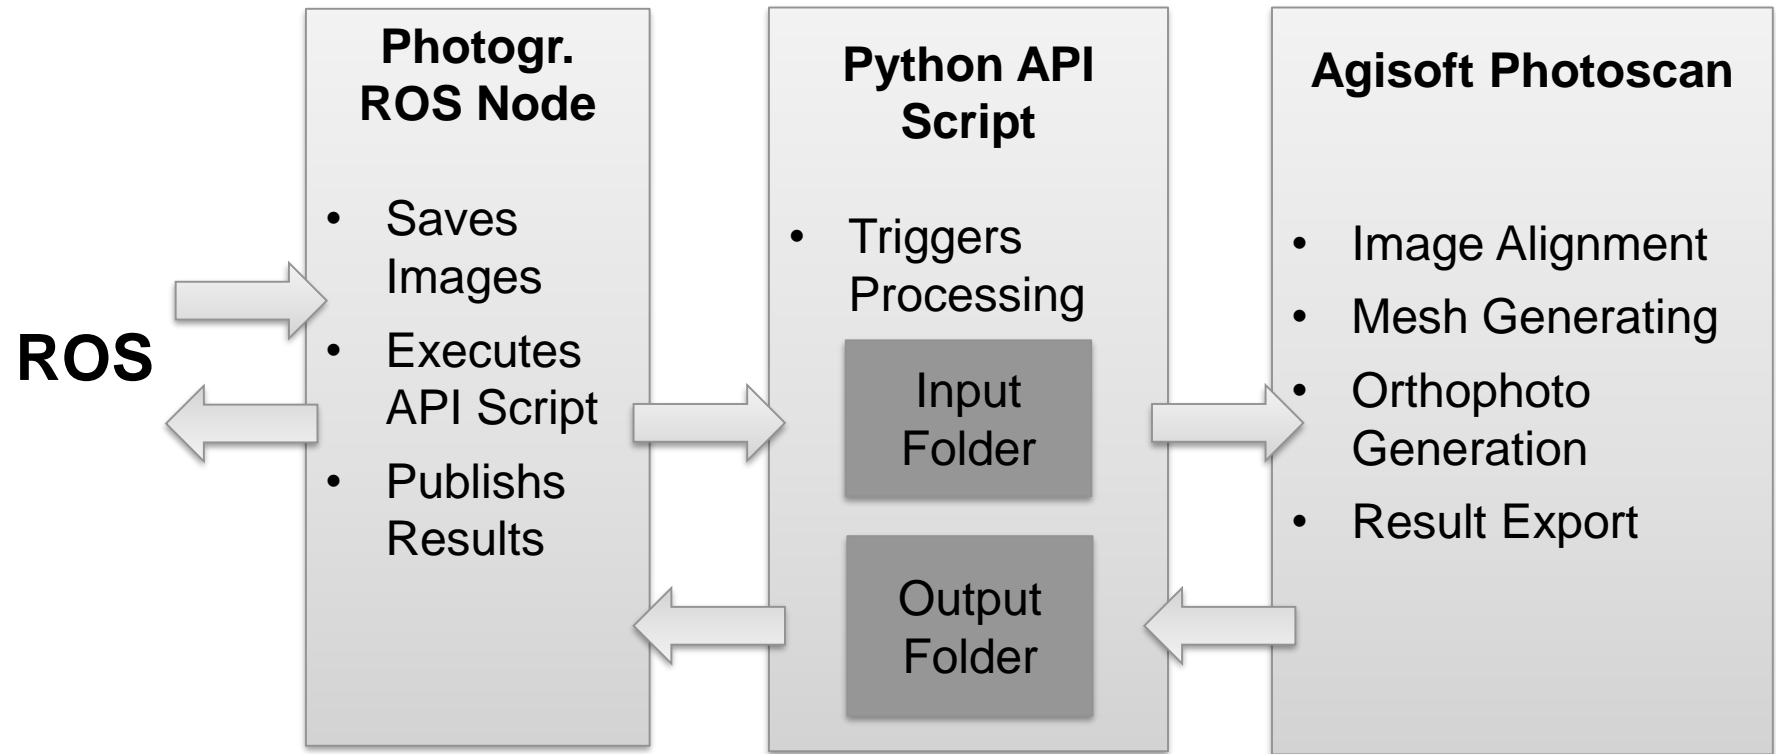 ROS
Photogr.
ROS Node
• Saves
Images
• Executes
API Script
• Publishs
Results
Python API
Script
• Triggers
Processing
Input
Folder
Output
Folder
Agisoft Photoscan
• Image Alignment
• Mesh Generating
• Orthophoto
Generation
• Result Export